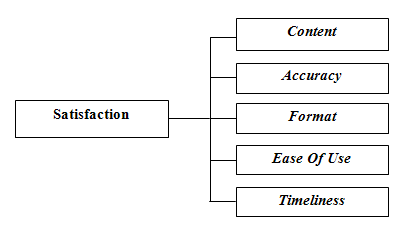 Content
Accuracy
Satisfaction
Format
Ease Of Use
Timeliness